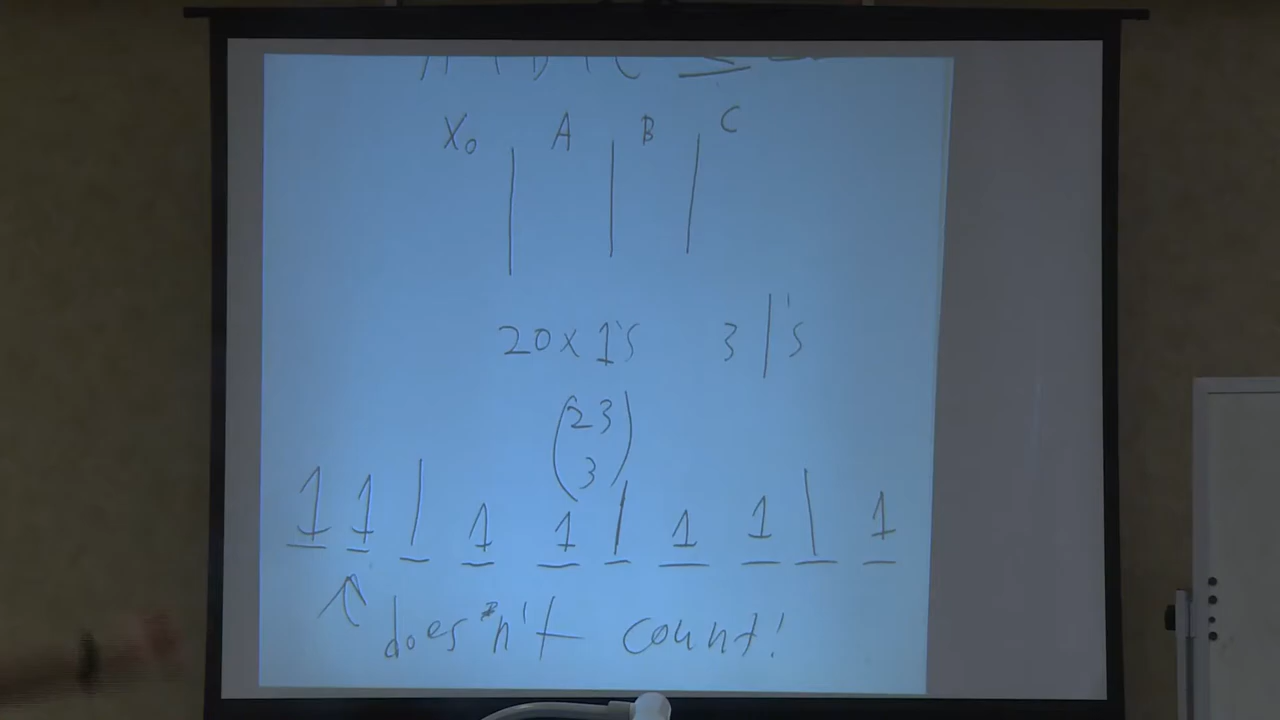 A + B + C ≤
X₀ A B C
20 x 1's 3 |'s
(23
3)
1 1 | 1 1 | 1 1 | 1
doesn't count!